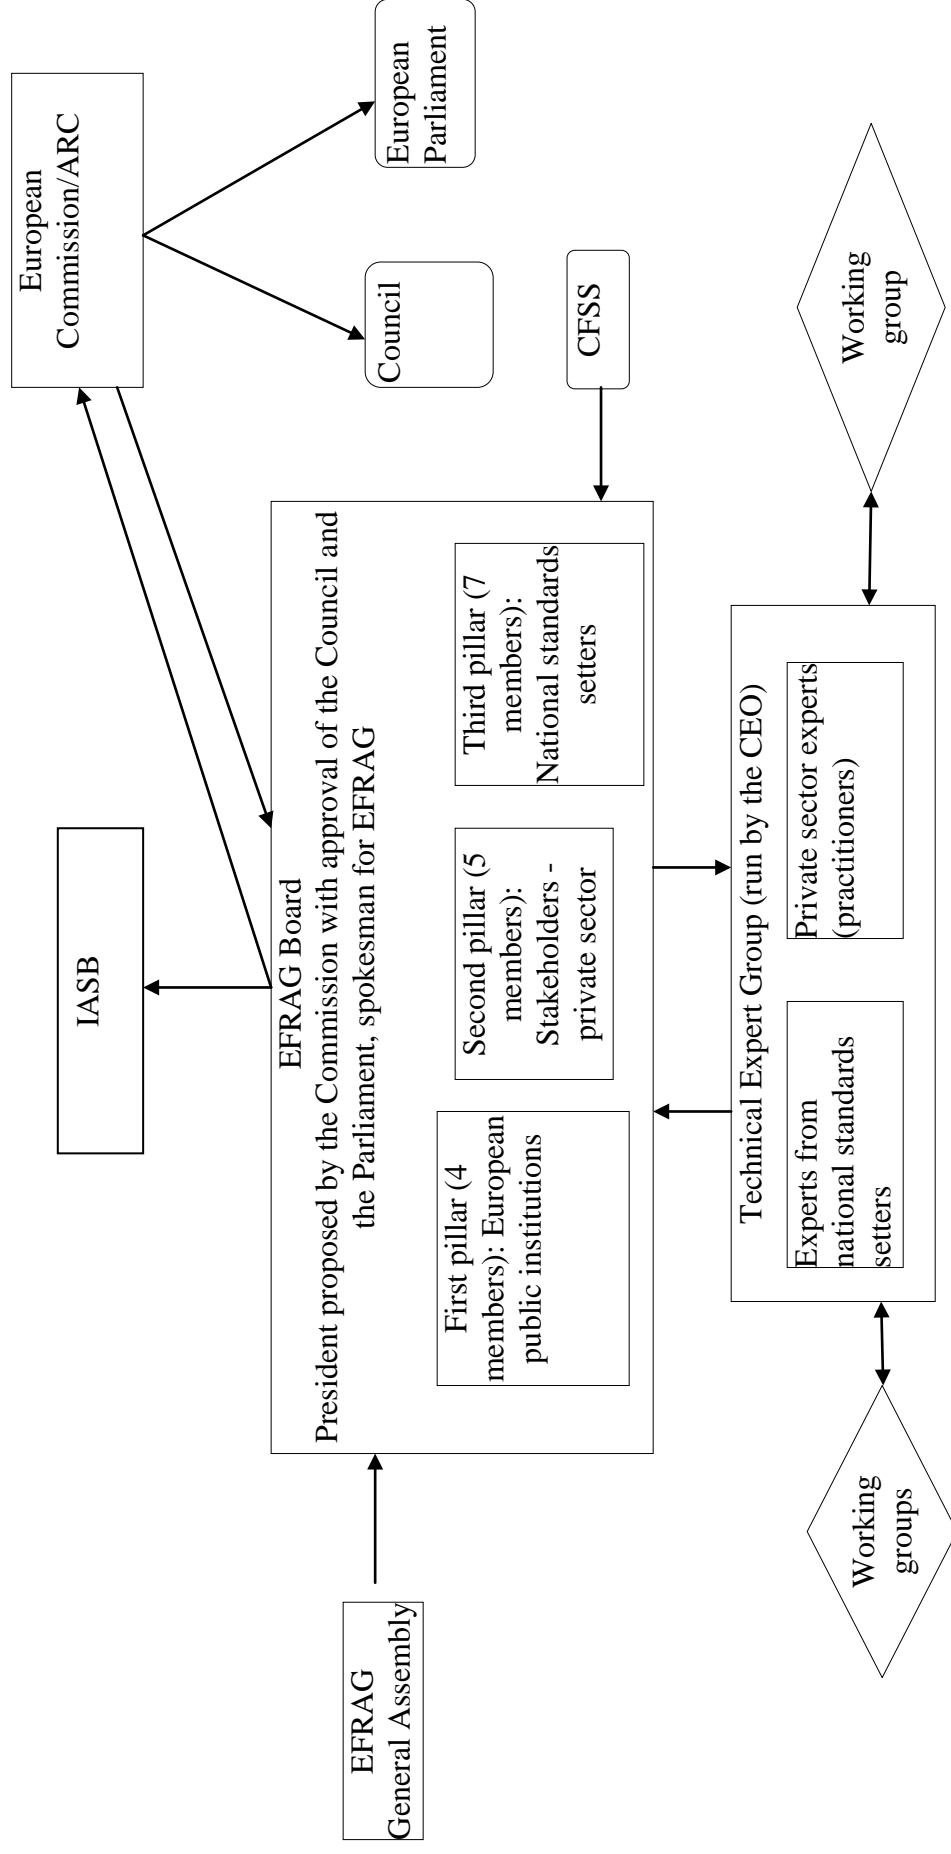 European
Commission/ARC
IASB
European
Parliament
Council
EFRAG Board
President proposed by the Commission with approval of the Council and
the Parliament, spokesman for EFRAG
EFRAG
General Assembly
First pillar (4
members): European
public institutions
Second pillar (5
members):
Stakeholders -
private sector
Third pillar (7
members):
National standards
setters
CFSS
Technical Expert Group (run by the CEO)
Experts from
national standards
setters
Private sector experts
(practitioners)
Working
groups
Working
group